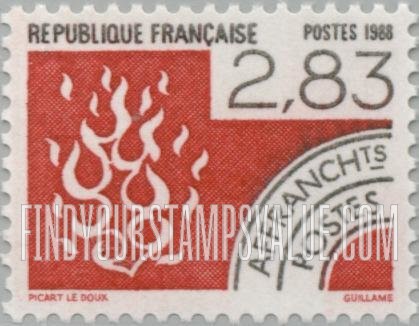 REPUBLIQUE FRANÇAISE
POSTES 1988
2,83
AFFRANCHTS
POSTES
FINDYOURSTAMPSVALUE.COM
PICART LE DOUX
GUILLAME